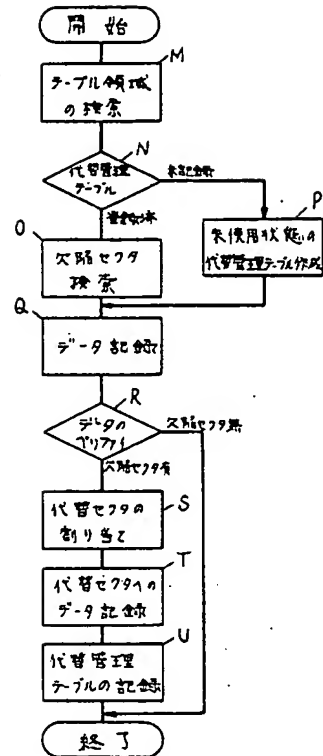 開始
M
テーブル領域
の検索
N
代替管理
テーブル
未記録
P
O
欠陥セクタ
検索
未使用状態の
代替管理テーブル作成
Q
データ記録
R
データの
ベリファイ
欠陥セクタ無
欠陥セクタ有
S
代替セクタの
割り当て
T
代替セクタへの
データ記録
U
代替管理
テーブルの記録
終了